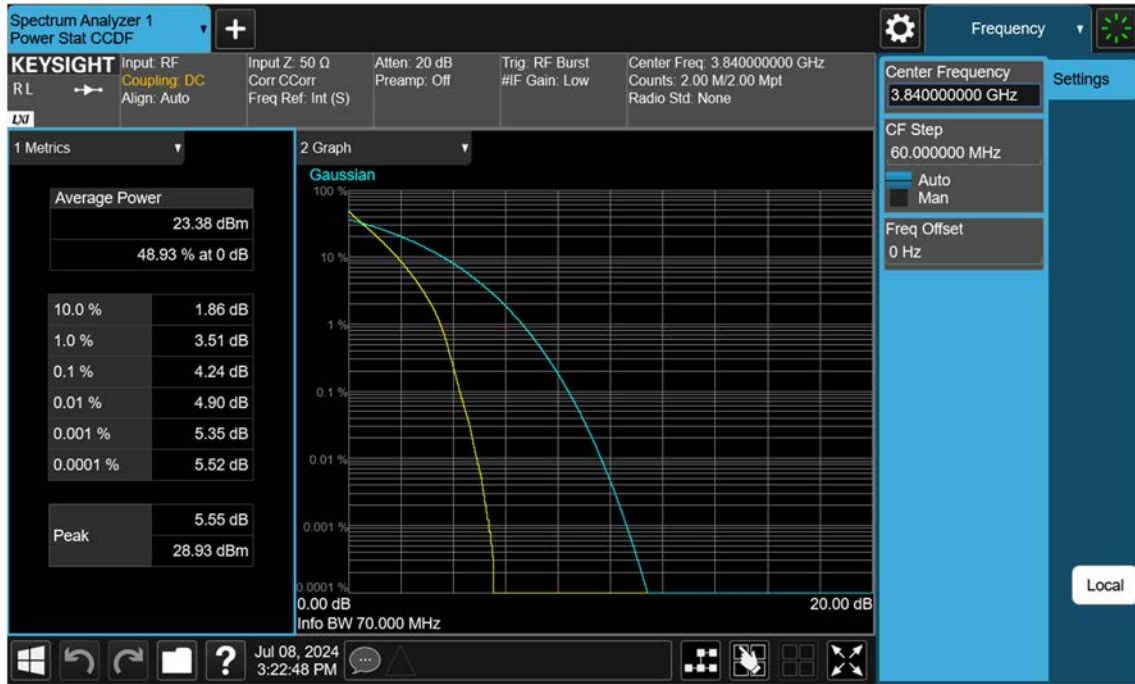 Spectrum Analyzer 1
Power Stat CCDF
Frequency
KEYSIGHT
R L
LXI
Input: RF
Coupling: DC
Align: Auto
Input Z: 50 Ω
Corr CCorr
Freq Ref: Int (S)
Atten: 20 dB
Preamp: Off
Trig: RF Burst
#IF Gain: Low
Center Freq: 3.840000000 GHz
Counts: 2.00 M/2.00 Mpt
Radio Std: None
Center Frequency
3.840000000 GHz
Settings
CF Step
60.000000 MHz
Auto
Man
Freq Offset
0 Hz
Local
1 Metrics
Average Power
23.38 dBm
48.93 % at 0 dB
10.0 % 1.86 dB
1.0 % 3.51 dB
0.1 % 4.24 dB
0.01 % 4.90 dB
0.001 % 5.35 dB
0.0001 % 5.52 dB
Peak
5.55 dB
28.93 dBm
2 Graph
Gaussian
100 %
10 %
1 %
0.1 %
0.01 %
0.001 %
0.0001 %
0.00 dB 20.00 dB
Info BW 70.000 MHz
?
Jul 08, 2024
3:22:48 PM